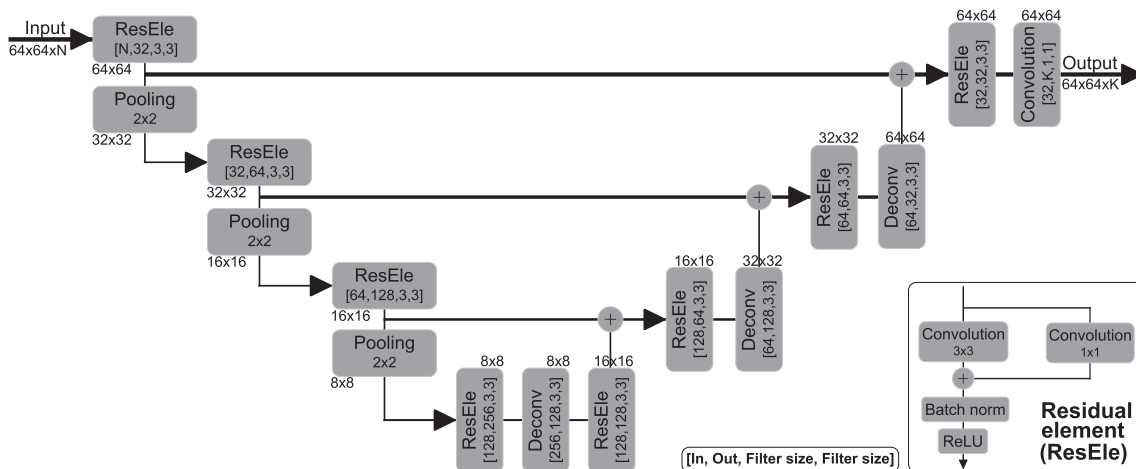 Input
64x64xN
ResEle
[N,32,3,3]
64x64
Pooling
2x2
32x32
ResEle
[32,64,3,3]
32x32
Pooling
2x2
16x16
ResEle
[64,128,3,3]
16x16
Pooling
2x2
8x8
ResEle
[128,256,3,3]
8x8
Deconv
[256,128,3,3]
8x8
ResEle
[128,128,3,3]
16x16
+
ResEle
[128,64,3,3]
16x16
Deconv
[64,128,3,3]
32x32
+
ResEle
[64,64,3,3]
32x32
Deconv
[64,32,3,3]
64x64
+
ResEle
[32,32,3,3]
64x64
Convolution
[32,K,1,1]
64x64
Output
64x64xK
[In, Out, Filter size, Filter size]
Convolution
3x3
Convolution
1x1
+
Batch norm
ReLU
Residual
element
(ResEle)